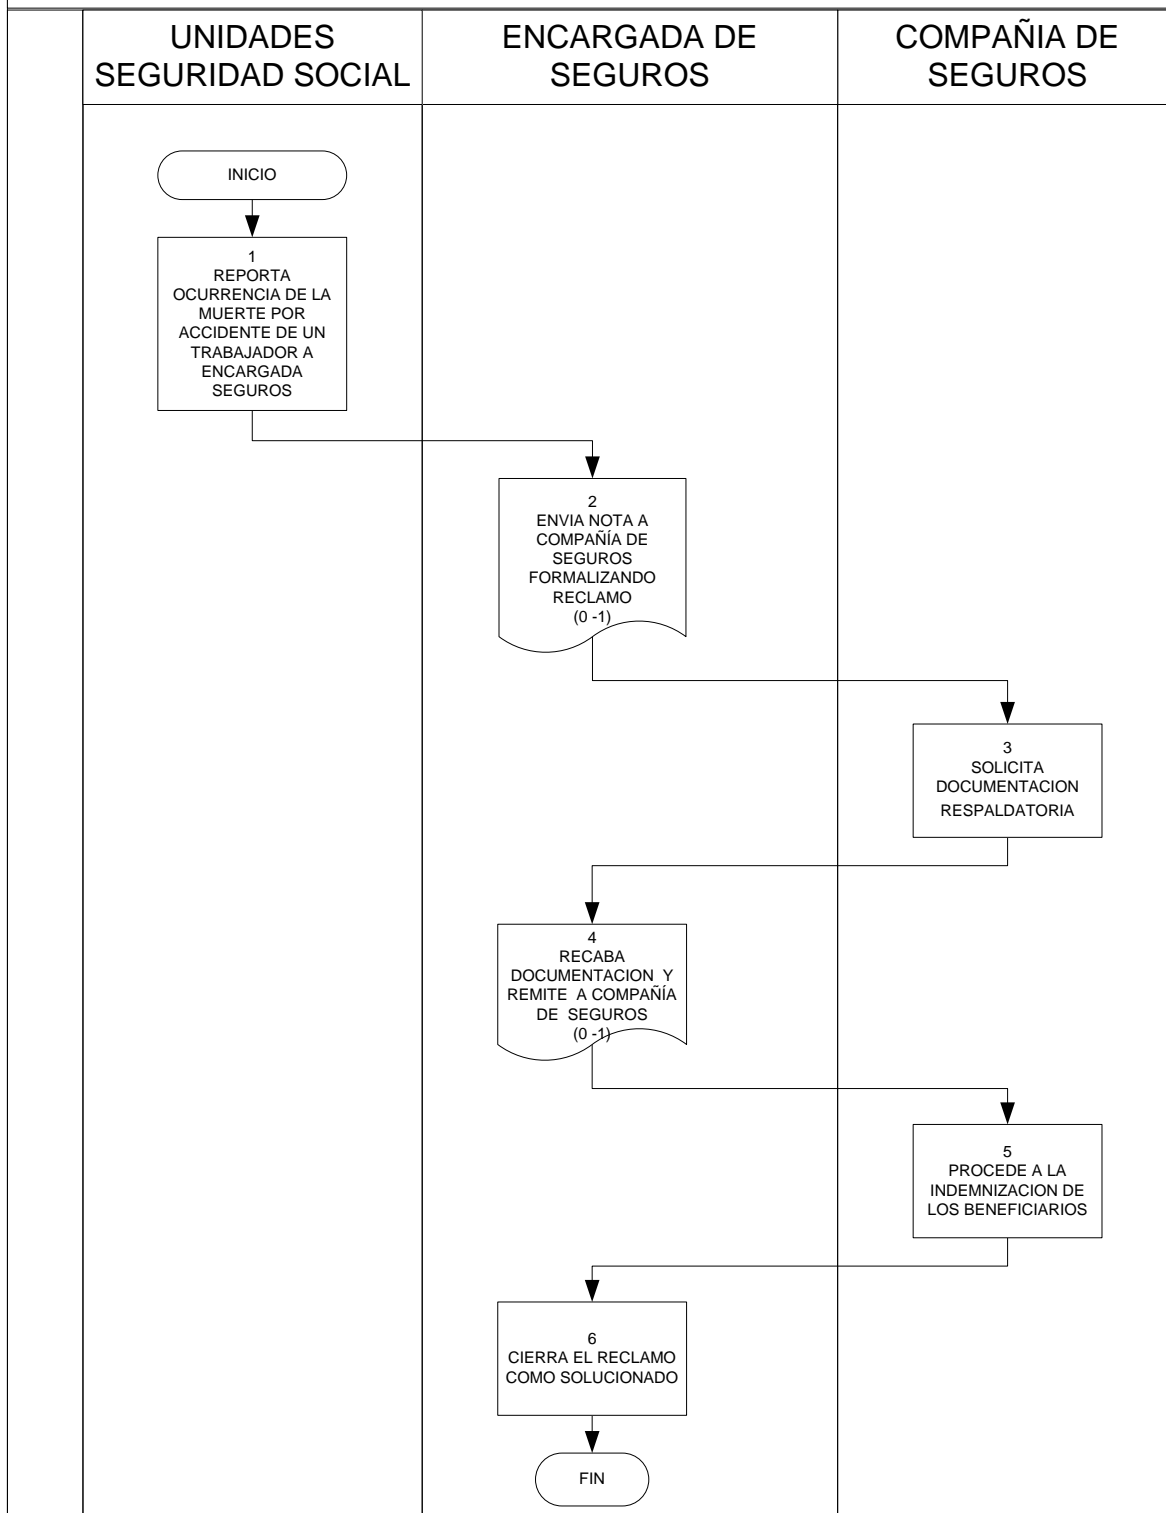 UNIDADES
SEGURIDAD SOCIAL
ENCARGADA DE
SEGUROS
COMPAÑIA DE
SEGUROS
INICIO
1
REPORTA
OCURRENCIA DE LA
MUERTE POR
ACCIDENTE DE UN
TRABAJADOR A
ENCARGADA
SEGUROS
2
ENVIA NOTA A
COMPAÑÍA DE
SEGUROS
FORMALIZANDO
RECLAMO
(0 -1)
3
SOLICITA
DOCUMENTACION
RESPALDATORIA
4
RECABA
DOCUMENTACION Y
REMITE A COMPAÑÍA
DE SEGUROS
(0 -1)
5
PROCEDE A LA
INDEMNIZACION DE
LOS BENEFICIARIOS
6
CIERRA EL RECLAMO
COMO SOLUCIONADO
FIN